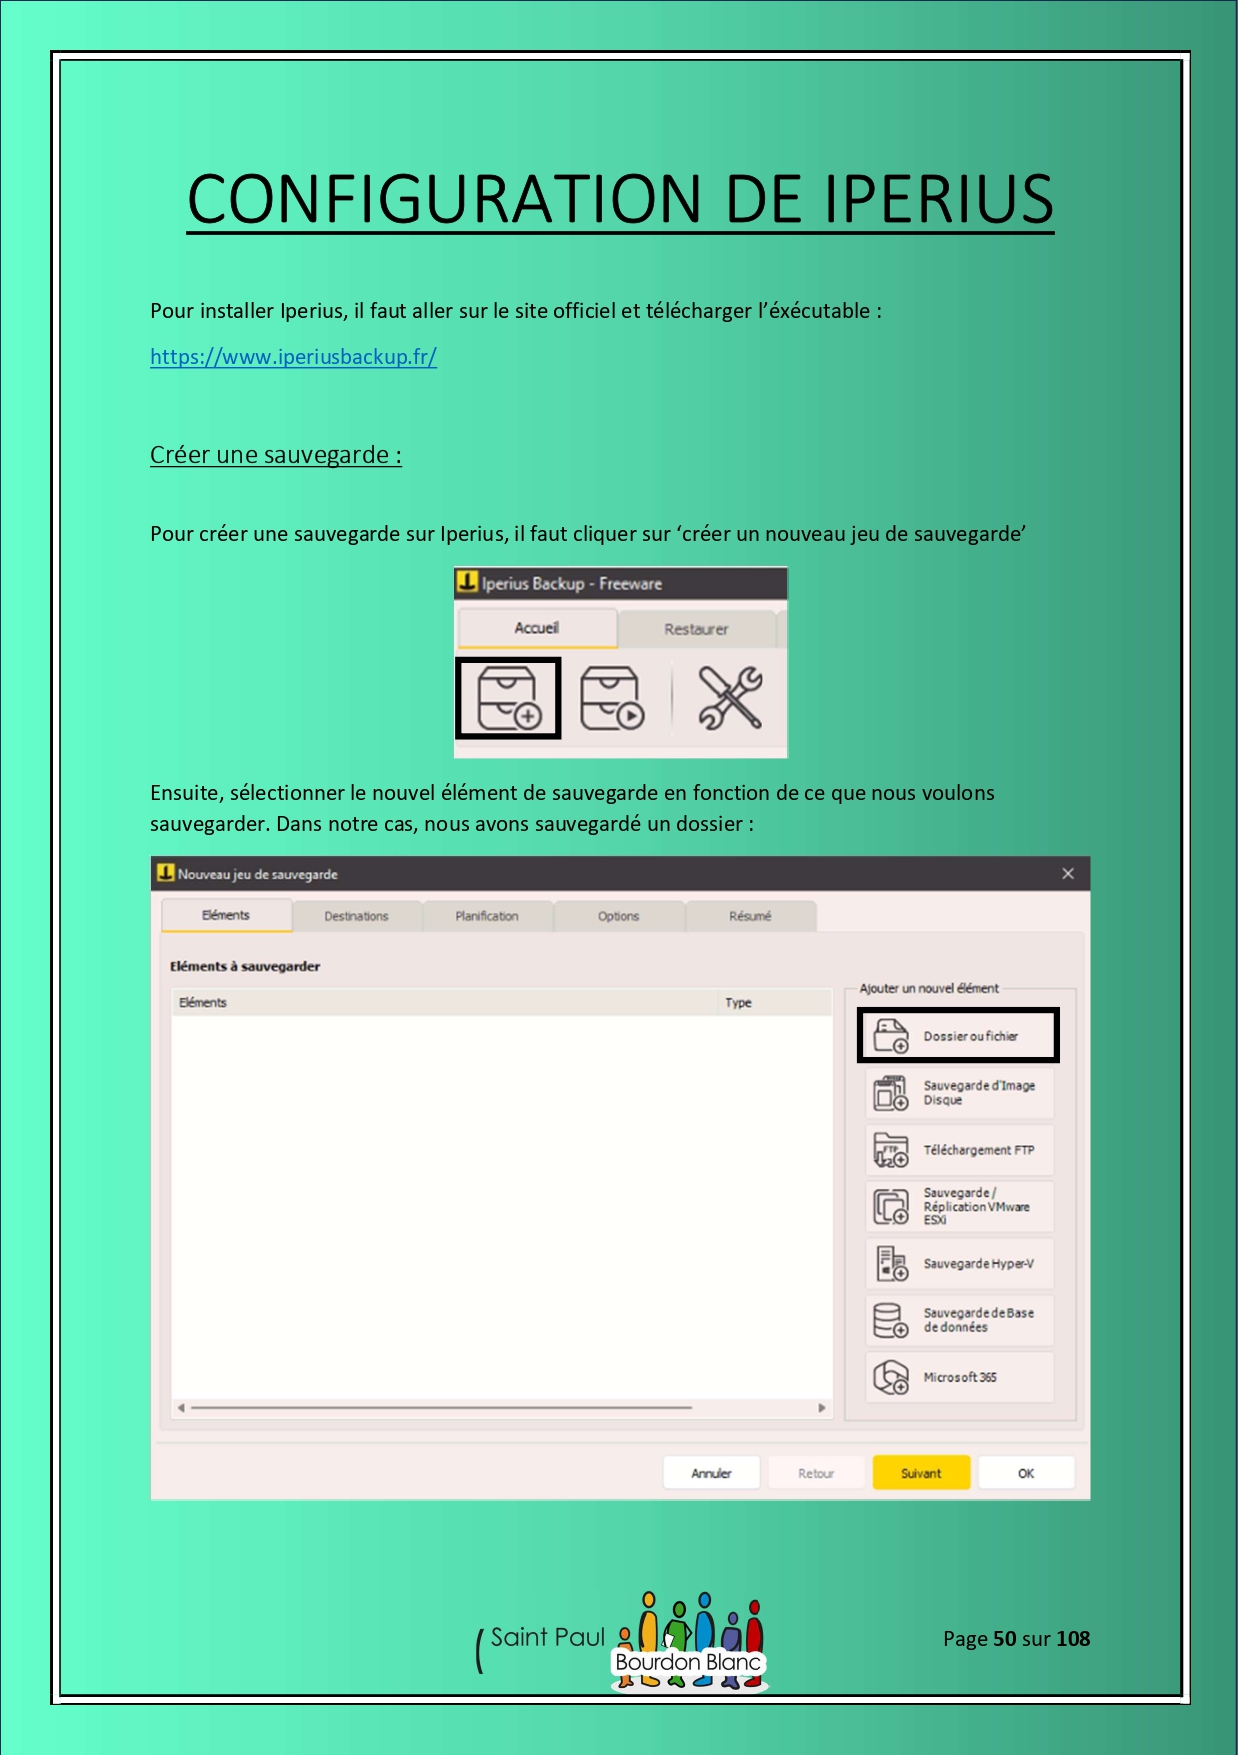 CONFIGURATION DE IPERIUS
Pour installer Iperius, il faut aller sur le site officiel et télécharger l’éxécutable :
https://www.iperiusbackup.fr/
Créer une sauvegarde :
Pour créer une sauvegarde sur Iperius, il faut cliquer sur ‘créer un nouveau jeu de sauvegarde’
Iperius Backup - Freeware
Accueil
Restaurer
Ensuite, sélectionner le nouvel élément de sauvegarde en fonction de ce que nous voulons
sauvegarder. Dans notre cas, nous avons sauvegardé un dossier :
Nouveau jeu de sauvegarde
Eléments
Destinations
Planification
Options
Résumé
Eléments à sauvegarder
Eléments
Type
Ajouter un nouvel élément
Dossier ou fichier
Sauvegarde d'Image
Disque
FTP
Téléchargement FTP
Sauvegarde /
Réplication VMware
ESXi
Sauvegarde Hyper-V
Sauvegarde de Base
de données
Microsoft 365
Annuler
Retour
Suivant
OK
Saint Paul
Bourdon Blanc
Page 50 sur 108